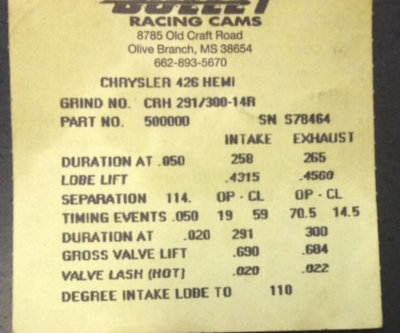 BULLET
RACING CAMS
8785 Old Craft Road
Olive Branch, MS 38654
662-893-5670
CHRYSLER 426 HEMI
GRIND NO. CRH 291/300-14R
PART NO. 500000 SN S78464
INTAKE EXHAUST
DURATION AT .050 258 265
LOBE LIFT .4315 .4560
SEPARATION 114. OP - CL OP - CL
TIMING EVENTS .050 19 59 70.5 14.5
DURATION AT .020 291 300
GROSS VALVE LIFT .690 .684
VALVE LASH (HOT) .020 .022
DEGREE INTAKE LOBE TO 110